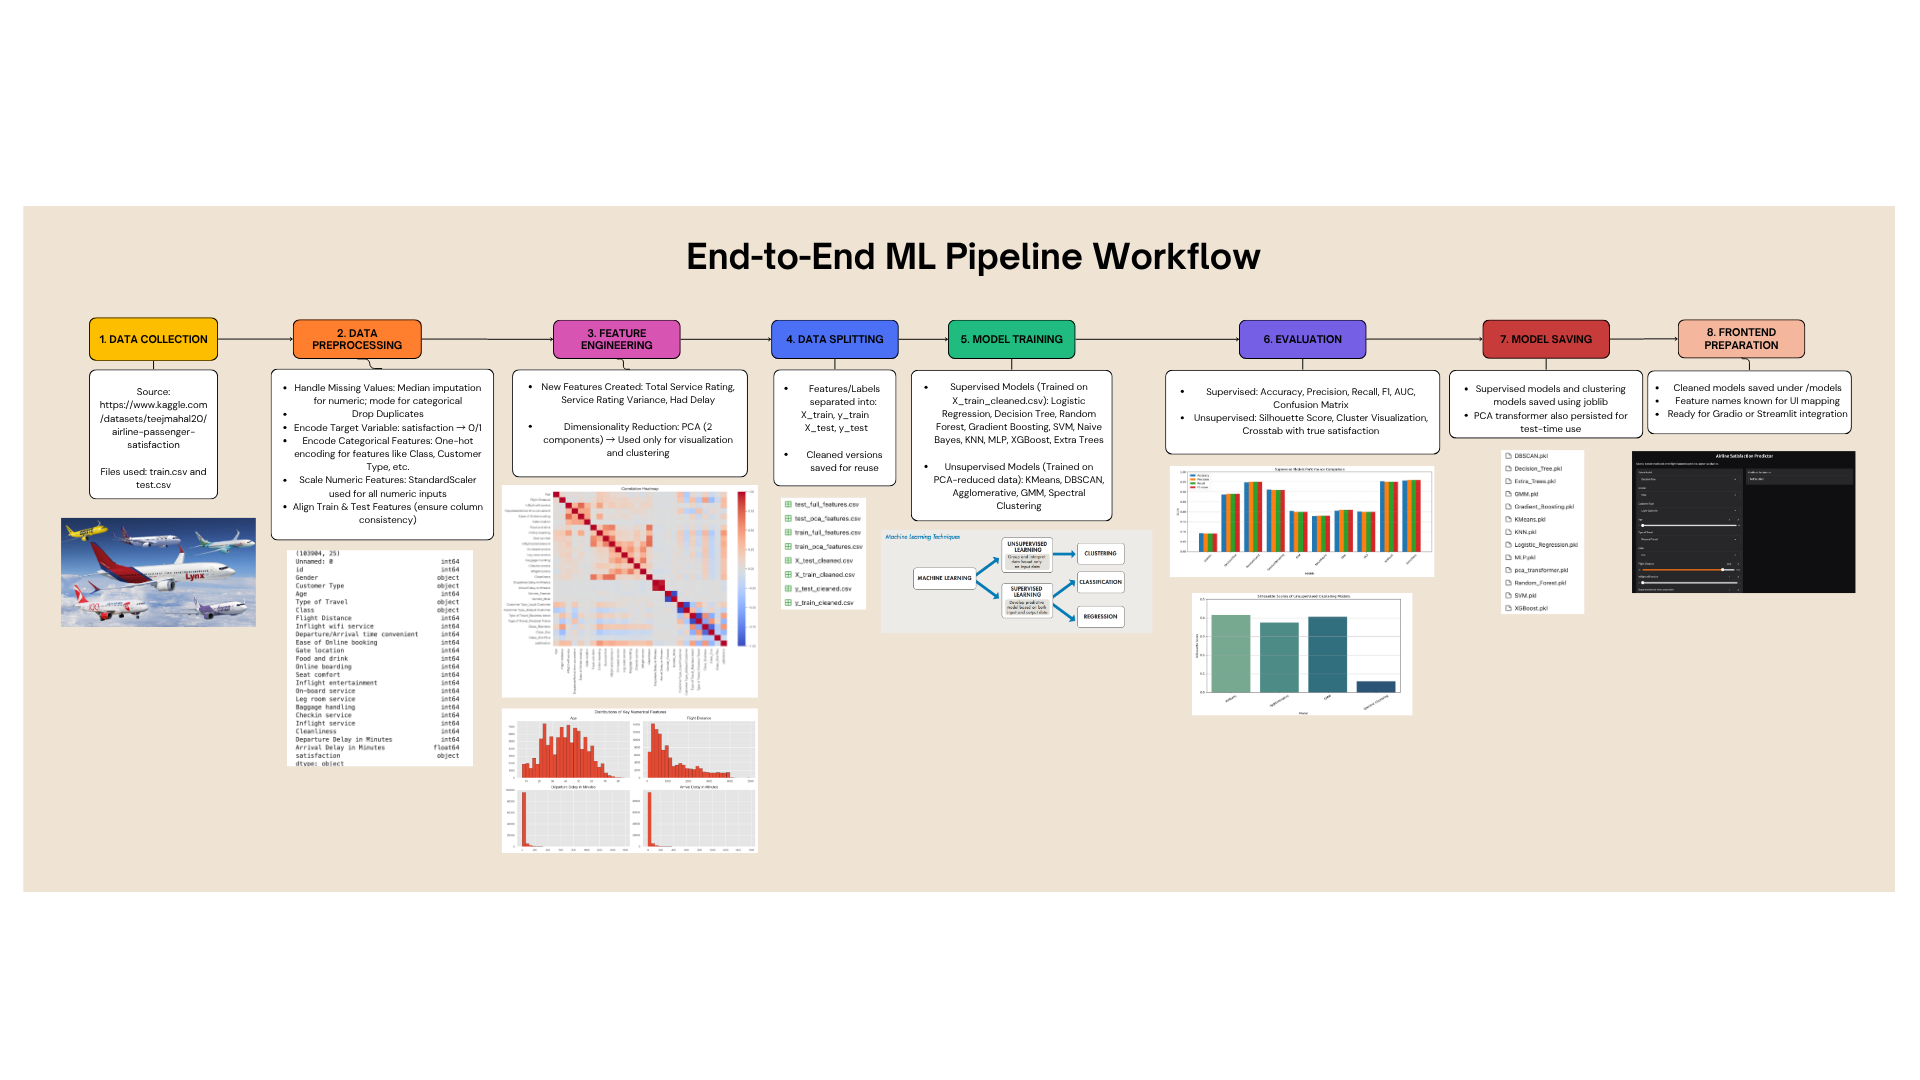 End-to-End ML Pipeline Workflow
1. DATA COLLECTION
Source:
https://www.kaggle.com
/datasets/teejmahal20/
airline-passenger-
satisfaction
Files used: train.csv and
test.csv
Lynx
2. DATA
PREPROCESSING
• Handle Missing Values: Median imputation
for numeric; mode for categorical
• Drop Duplicates
• Encode Target Variable: satisfaction → 0/1
• Encode Categorical Features: One-hot
encoding for features like Class, Customer
Type, etc.
• Scale Numeric Features: StandardScaler
used for all numeric inputs
• Align Train & Test Features (ensure column
consistency)
(103904, 25)
Unnamed: 0 int64
id int64
Gender object
Customer Type object
Age int64
Type of Travel object
Class object
Flight Distance int64
Inflight wifi service int64
Departure/Arrival time convenient int64
Ease of Online booking int64
Gate location int64
Food and drink int64
Online boarding int64
Seat comfort int64
Inflight entertainment int64
On-board service int64
Leg room service int64
Baggage handling int64
Checkin service int64
Inflight service int64
Cleanliness int64
Departure Delay in Minutes int64
Arrival Delay in Minutes float64
satisfaction object
dtype: object
3. FEATURE
ENGINEERING
• New Features Created: Total Service Rating,
Service Rating Variance, Had Delay
• Dimensionality Reduction: PCA (2
components) → Used only for visualization
and clustering
Correlation Heatmap
Distributions of Key Numerical Features
Age
Flight Distance
Departure Delay in Minutes
Arrival Delay in Minutes
4. DATA SPLITTING
• Features/Labels
separated into:
X_train, y_train
X_test, y_test
• Cleaned versions
saved for reuse
test_full_features.csv
test_pca_features.csv
train_full_features.csv
train_pca_features.csv
X_test_cleaned.csv
X_train_cleaned.csv
y_test_cleaned.csv
y_train_cleaned.csv
5. MODEL TRAINING
• Supervised Models (Trained on
X_train_cleaned.csv): Logistic
Regression, Decision Tree, Random
Forest, Gradient Boosting, SVM, Naive
Bayes, KNN, MLP, XGBoost, Extra Trees
• Unsupervised Models (Trained on
PCA-reduced data): KMeans, DBSCAN,
Agglomerative, GMM, Spectral
Clustering
Machine Learning Techniques
MACHINE LEARNING
UNSUPERVISED
LEARNING
Group and interpret
data based only
on input data
SUPERVISED
LEARNING
Develop predictive
model based on both
input and output data
CLUSTERING
CLASSIFICATION
REGRESSION
6. EVALUATION
• Supervised: Accuracy, Precision, Recall, F1, AUC,
Confusion Matrix
• Unsupervised: Silhouette Score, Cluster Visualization,
Crosstab with true satisfaction
Supervised Models Performance Comparison
Silhouette Scores of Unsupervised Clustering Models
7. MODEL SAVING
• Supervised models and clustering
models saved using joblib
• PCA transformer also persisted for
test-time use
DBSCAN.pkl
Decision_Tree.pkl
Extra_Trees.pkl
GMM.pkl
Gradient_Boosting.pkl
KMeans.pkl
KNN.pkl
Logistic_Regression.pkl
MLP.pkl
pca_transformer.pkl
Random_Forest.pkl
SVM.pkl
XGBoost.pkl
8. FRONTEND
PREPARATION
• Cleaned models saved under /models
• Feature names known for UI mapping
• Ready for Gradio or Streamlit integration
Airline Satisfaction Predictor